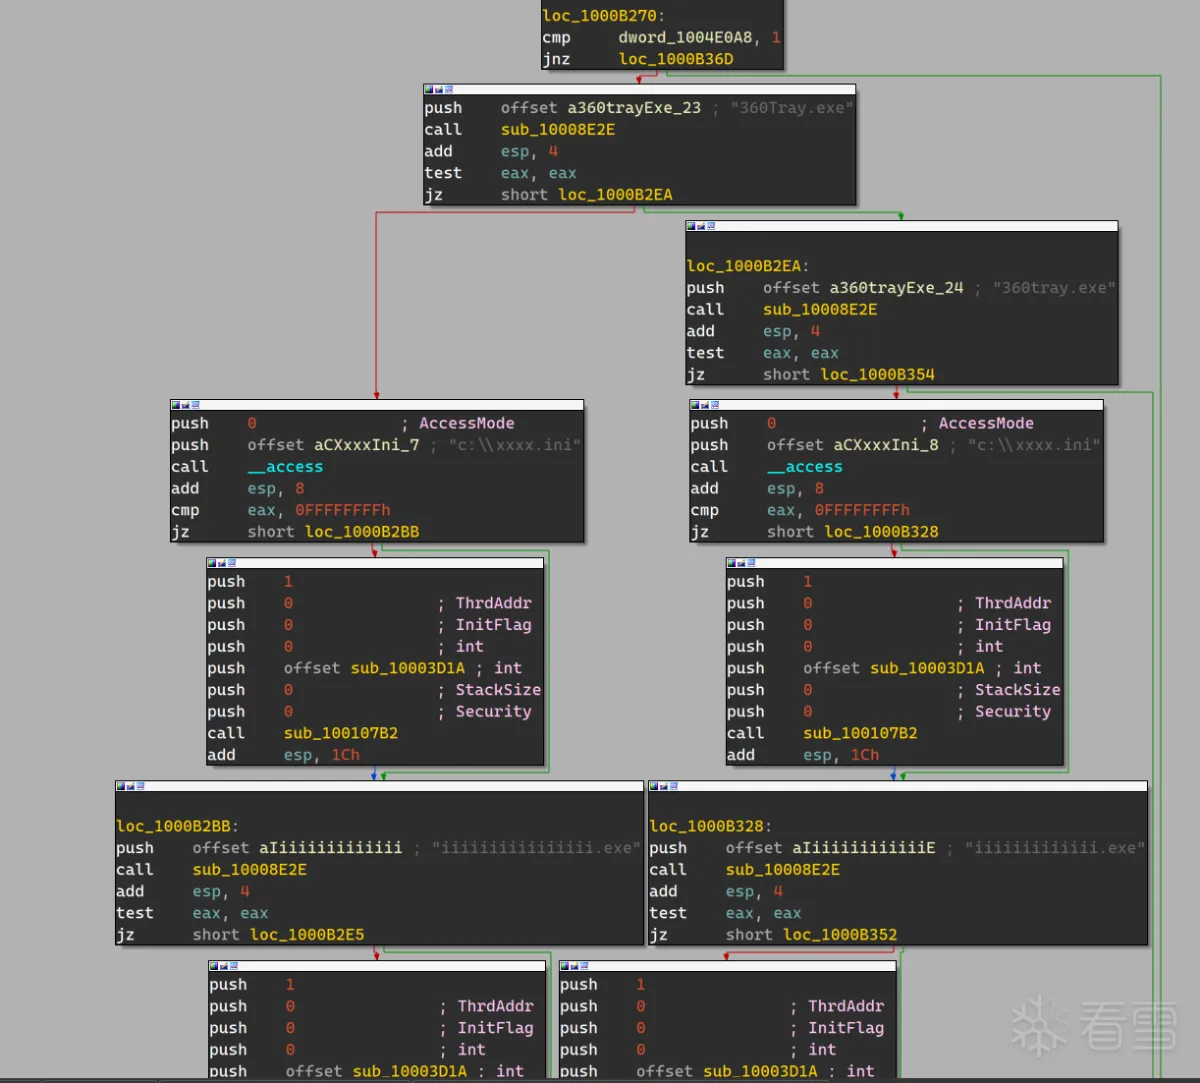 loc_1000B270:
cmp dword_1004E0A8, 1
jnz loc_1000B36D
push offset a360trayExe_23 ; "360Tray.exe"
call sub_10008E2E
add esp, 4
test eax, eax
jz short loc_1000B2EA
loc_1000B2EA:
push offset a360trayExe_24 ; "360tray.exe"
call sub_10008E2E
add esp, 4
test eax, eax
jz short loc_1000B354
push 0 ; AccessMode
push offset aCXxxxIni_7 ; "c:\\xxxx.ini"
call __access
add esp, 8
cmp eax, 0FFFFFFFFh
jz short loc_1000B2BB
push 0 ; AccessMode
push offset aCXxxxIni_8 ; "c:\\xxxx.ini"
call __access
add esp, 8
cmp eax, 0FFFFFFFFh
jz short loc_1000B328
push 1
push 0 ; ThrdAddr
push 0 ; InitFlag
push 0 ; int
push offset sub_10003D1A ; int
push 0 ; StackSize
push 0 ; Security
call sub_100107B2
add esp, 1Ch
push 1
push 0 ; ThrdAddr
push 0 ; InitFlag
push 0 ; int
push offset sub_10003D1A ; int
push 0 ; StackSize
push 0 ; Security
call sub_100107B2
add esp, 1Ch
loc_1000B2BB:
push offset aIiiiiiiiiiiiii ; "iiiiiiiiiiiiiiii.exe"
call sub_10008E2E
add esp, 4
test eax, eax
jz short loc_1000B2E5
loc_1000B328:
push offset aIiiiiiiiiiiiiE ; "iiiiiiiiiiiii.exe"
call sub_10008E2E
add esp, 4
test eax, eax
jz short loc_1000B352
push 1
push 0 ; ThrdAddr
push 0 ; InitFlag
push 0 ; int
push offset sub_10003D1A ; int
push 1
push 0 ; ThrdAddr
push 0 ; InitFlag
push 0 ; int
push offset sub_10003D1A ; int
看雪